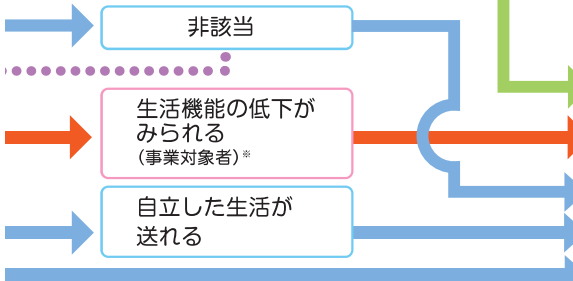 非該当
生活機能の低下が
みられる
（事業対象者）※
自立した生活が
送れる